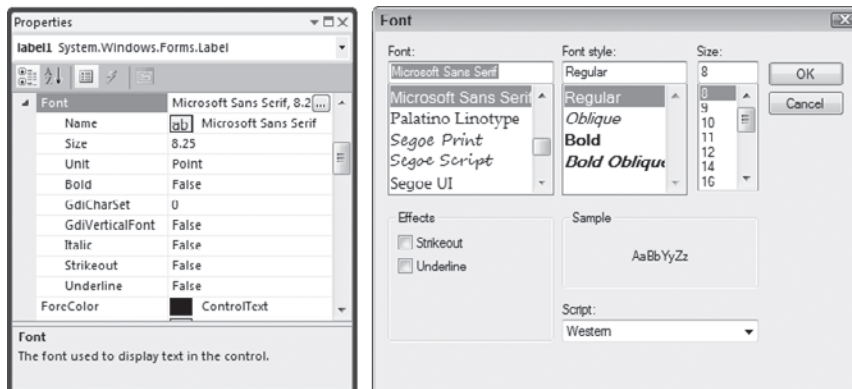 Properties
label1 System.Windows.Forms.Label
Font Microsoft Sans Serif, 8.2 ...
Name ab Microsoft Sans Serif
Size 8.25
Unit Point
Bold False
GdiCharSet 0
GdiVerticalFont False
Italic False
Strikeout False
Underline False
ForeColor ControlText
Font
The font used to display text in the control.
Font
Font:
Microsoft Sans Serif
Microsoft Sans Serif
Palatino Linotype
Segoe Print
Segoe Script
Segoe UI
Font style:
Regular
Regular
Oblique
Bold
Bold Oblique
Size:
8
8
9
10
11
12
14
16
OK
Cancel
Effects
Strikeout
Underline
Sample
AaBbYyZz
Script:
Western